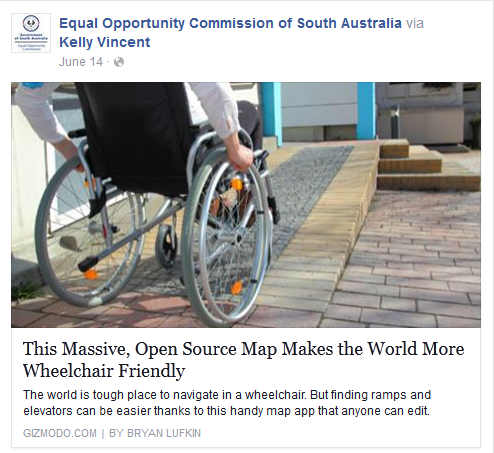 Government
of South Australia
Equal Opportunity
Commission
Equal Opportunity Commission of South Australia via
Kelly Vincent
June 14 ·
This Massive, Open Source Map Makes the World More
Wheelchair Friendly
The world is tough place to navigate in a wheelchair. But finding ramps and
elevators can be easier thanks to this handy map app that anyone can edit.
GIZMODO.COM | BY BRYAN LUFKIN